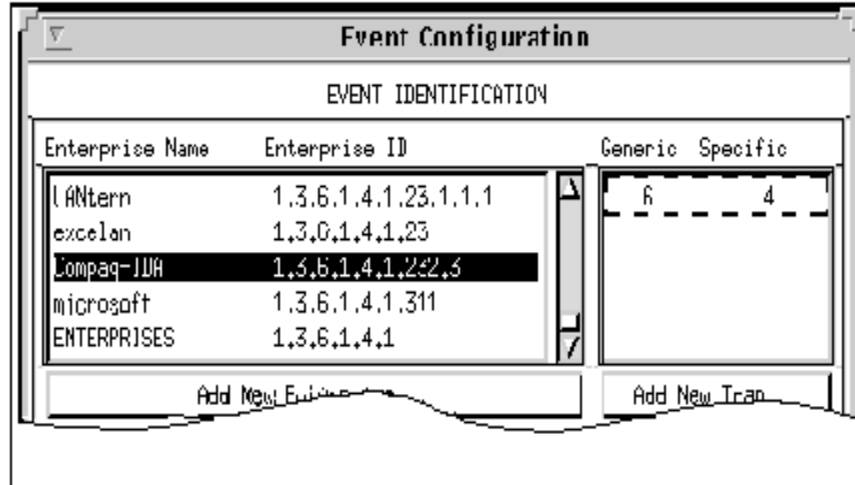 Event Configuration
EVENT IDENTIFICATION
Enterprise Name Enterprise ID Generic Specific
LANtern 1.3.6.1.4.1.23.1.1.1 6 4
excelan 1.3.6.1.4.1.23
Compaq-IDA 1.3.6.1.4.1.232.3
microsoft 1.3.6.1.4.1.311
ENTERPRISES 1.3.6.1.4.1
Add New Add New Trap